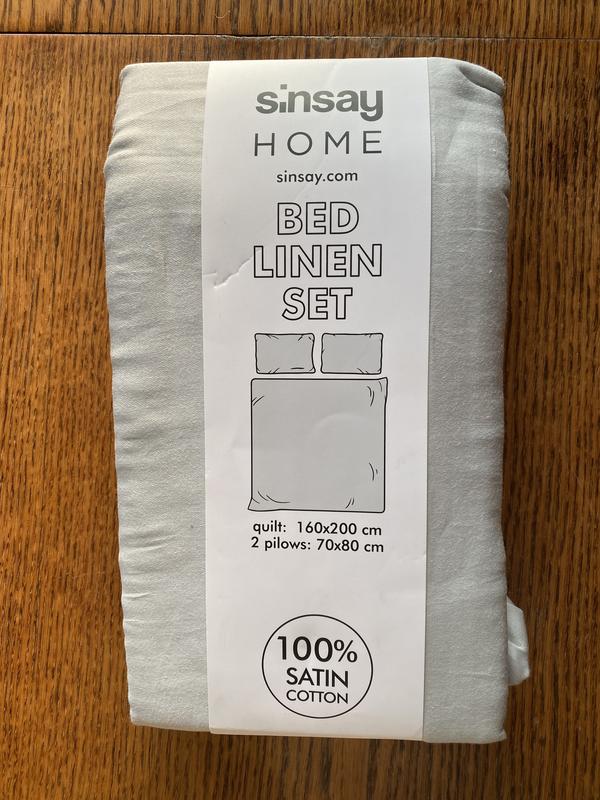 sinsay
HOME
sinsay.com
BED
LINEN
SET
quilt: 160x200 cm
2 pilows: 70x80 cm
100%
SATIN
COTTON